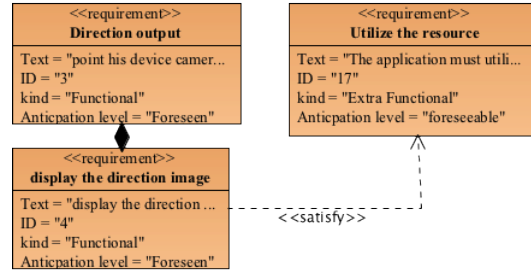 <<requirement>>
Direction output
Text = "point his device camer...
ID = "3"
kind = "Functional"
Anticpation level = "Foreseen"
<<requirement>>
Utilize the resource
Text = "The application must utili...
ID = "17"
kind = "Extra Functional"
Anticpation level = "foreseeable"
<<requirement>>
display the direction image
Text = "display the direction ...
ID = "4"
kind = "Functional"
Anticpation level = "Foreseen"
<<satisfy>>